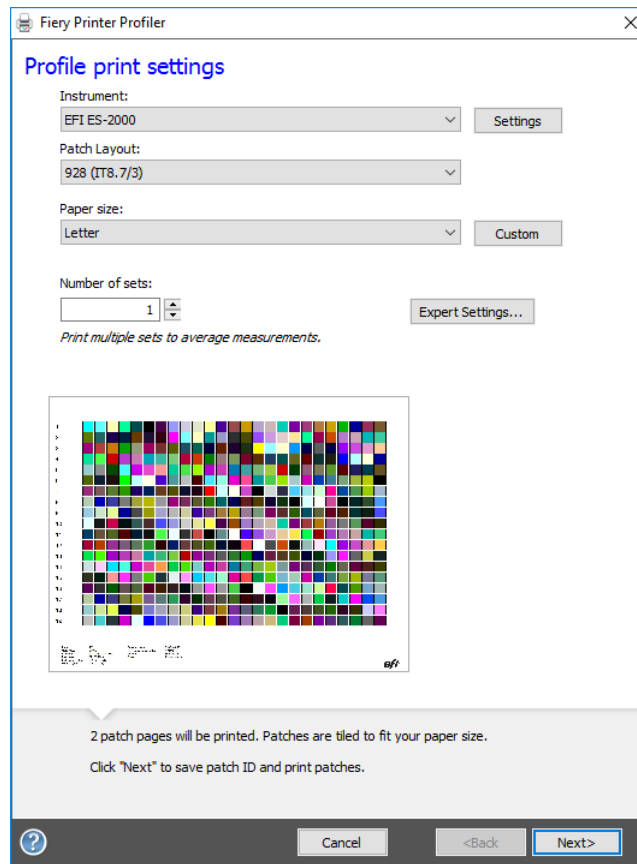 Fiery Printer Profiler
Profile print settings
Instrument:
EFI ES-2000
Settings
Patch Layout:
928 (IT8.7/3)
Paper size:
Letter
Custom
Number of sets:
1
Expert Settings...
Print multiple sets to average measurements.
efi
2 patch pages will be printed. Patches are tiled to fit your paper size.
Click "Next" to save patch ID and print patches.
?
Cancel
<Back
Next>